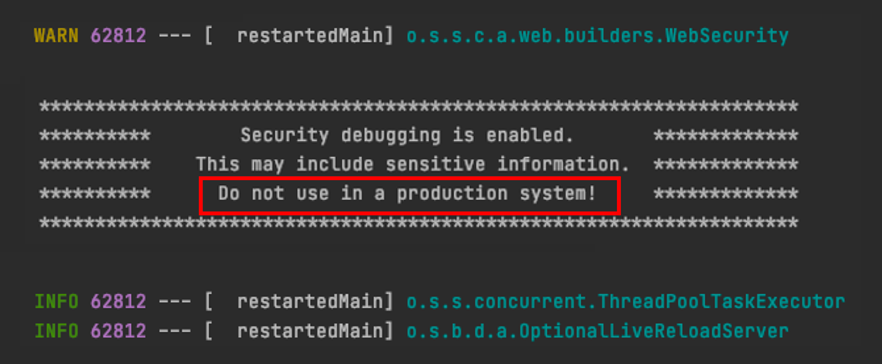 WARN 62812 --- [  restartedMain] o.s.s.c.a.web.builders.WebSecurity
********************************************************************
**********        Security debugging is enabled.       *************
**********    This may include sensitive information.  *************
**********      Do not use in a production system!     *************
********************************************************************
INFO 62812 --- [  restartedMain] o.s.s.concurrent.ThreadPoolTaskExecutor
INFO 62812 --- [  restartedMain] o.s.b.d.a.OptionalLiveReloadServer